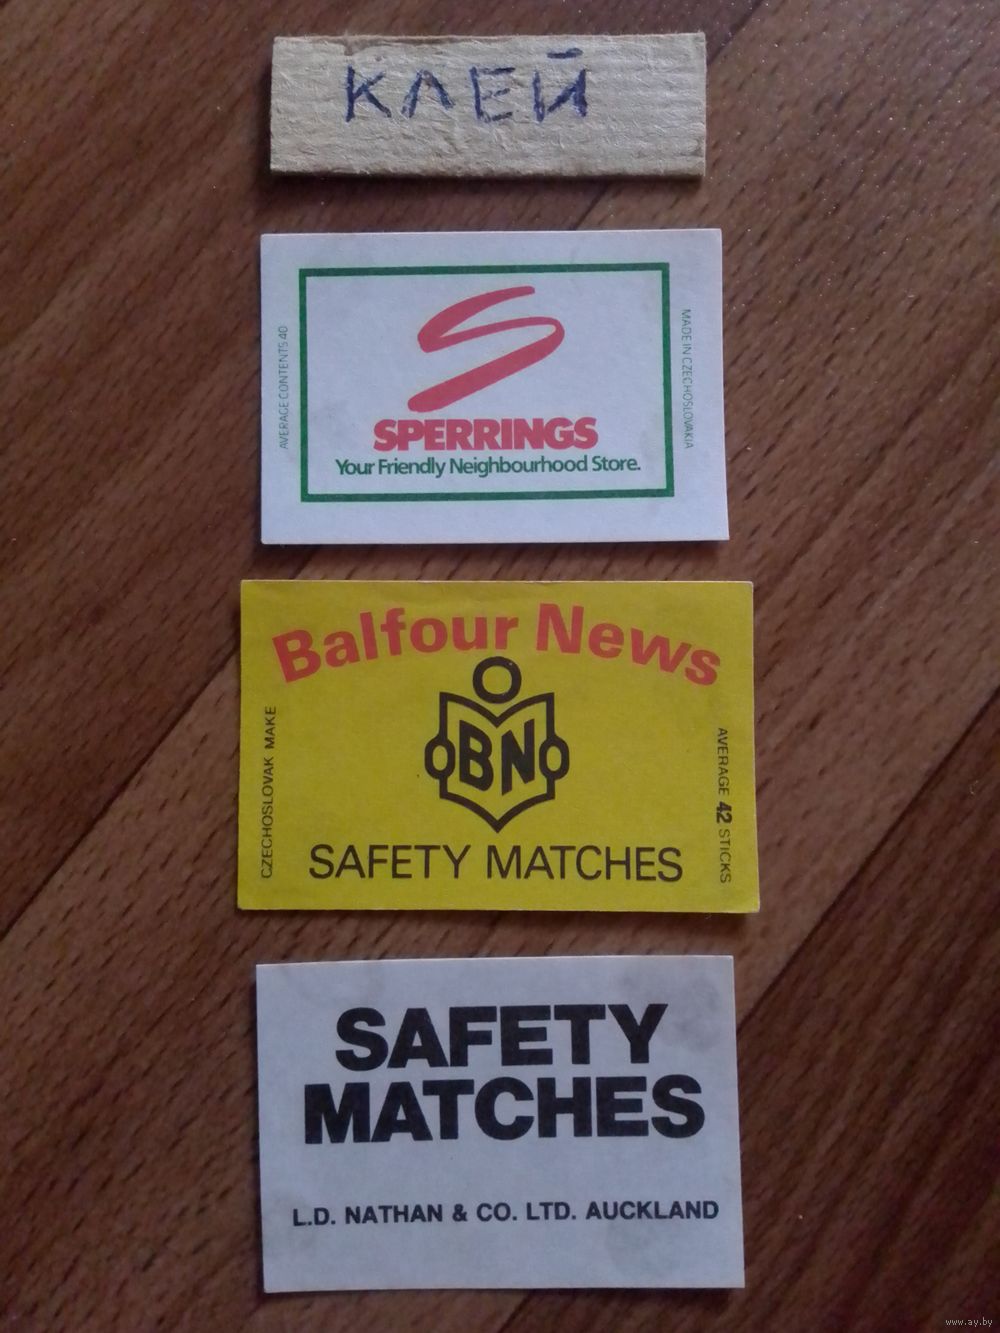 КЛЕЙ
AVERAGE CONTENTS 40
SPERRINGS
Your Friendly Neighbourhood Store.
MADE IN CZECHOSLOVAKIA
Balfour News
CZECHOSLOVAK MAKE
BN
AVERAGE 42 STICKS
SAFETY MATCHES
SAFETY
MATCHES
L.D. NATHAN & CO. LTD. AUCKLAND
www.ay.by